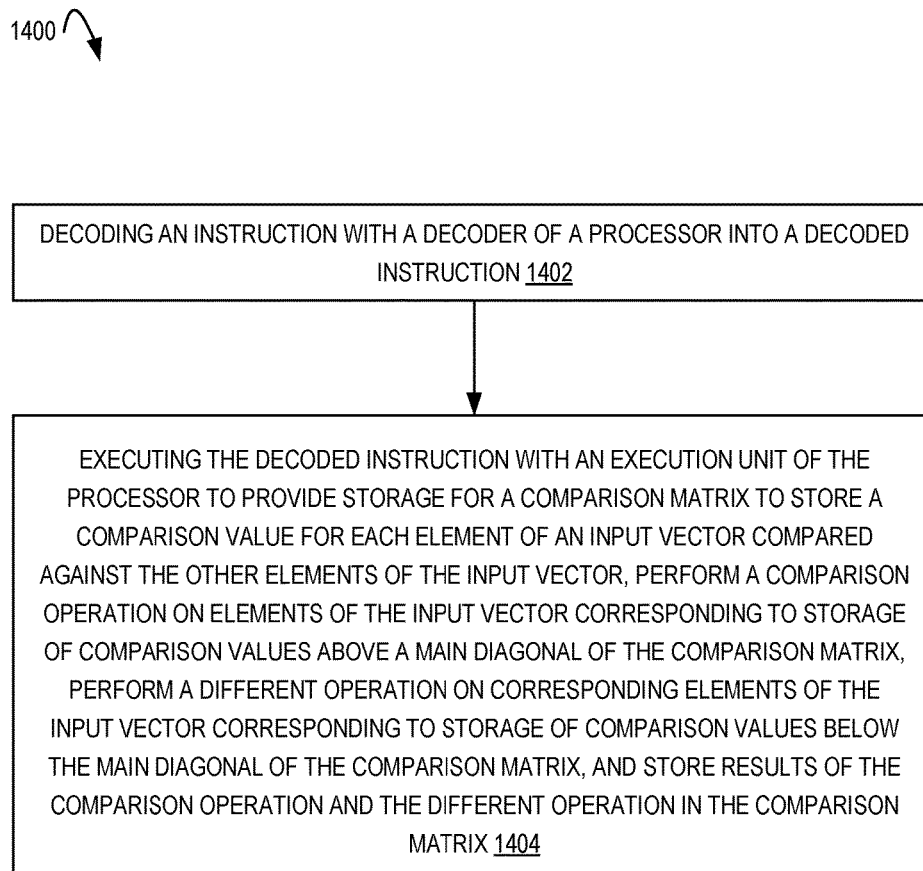 1400
DECODING AN INSTRUCTION WITH A DECODER OF A PROCESSOR INTO A DECODED
INSTRUCTION 1402
EXECUTING THE DECODED INSTRUCTION WITH AN EXECUTION UNIT OF THE
PROCESSOR TO PROVIDE STORAGE FOR A COMPARISON MATRIX TO STORE A
COMPARISON VALUE FOR EACH ELEMENT OF AN INPUT VECTOR COMPARED
AGAINST THE OTHER ELEMENTS OF THE INPUT VECTOR, PERFORM A COMPARISON
OPERATION ON ELEMENTS OF THE INPUT VECTOR CORRESPONDING TO STORAGE
OF COMPARISON VALUES ABOVE A MAIN DIAGONAL OF THE COMPARISON MATRIX,
PERFORM A DIFFERENT OPERATION ON CORRESPONDING ELEMENTS OF THE
INPUT VECTOR CORRESPONDING TO STORAGE OF COMPARISON VALUES BELOW
THE MAIN DIAGONAL OF THE COMPARISON MATRIX, AND STORE RESULTS OF THE
COMPARISON OPERATION AND THE DIFFERENT OPERATION IN THE COMPARISON
MATRIX 1404